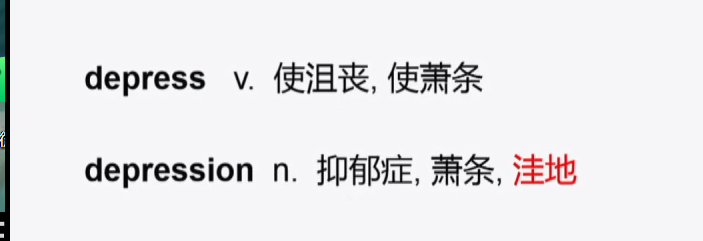 depress v. 使沮丧, 使萧条
depression n. 抑郁症, 萧条, 洼地